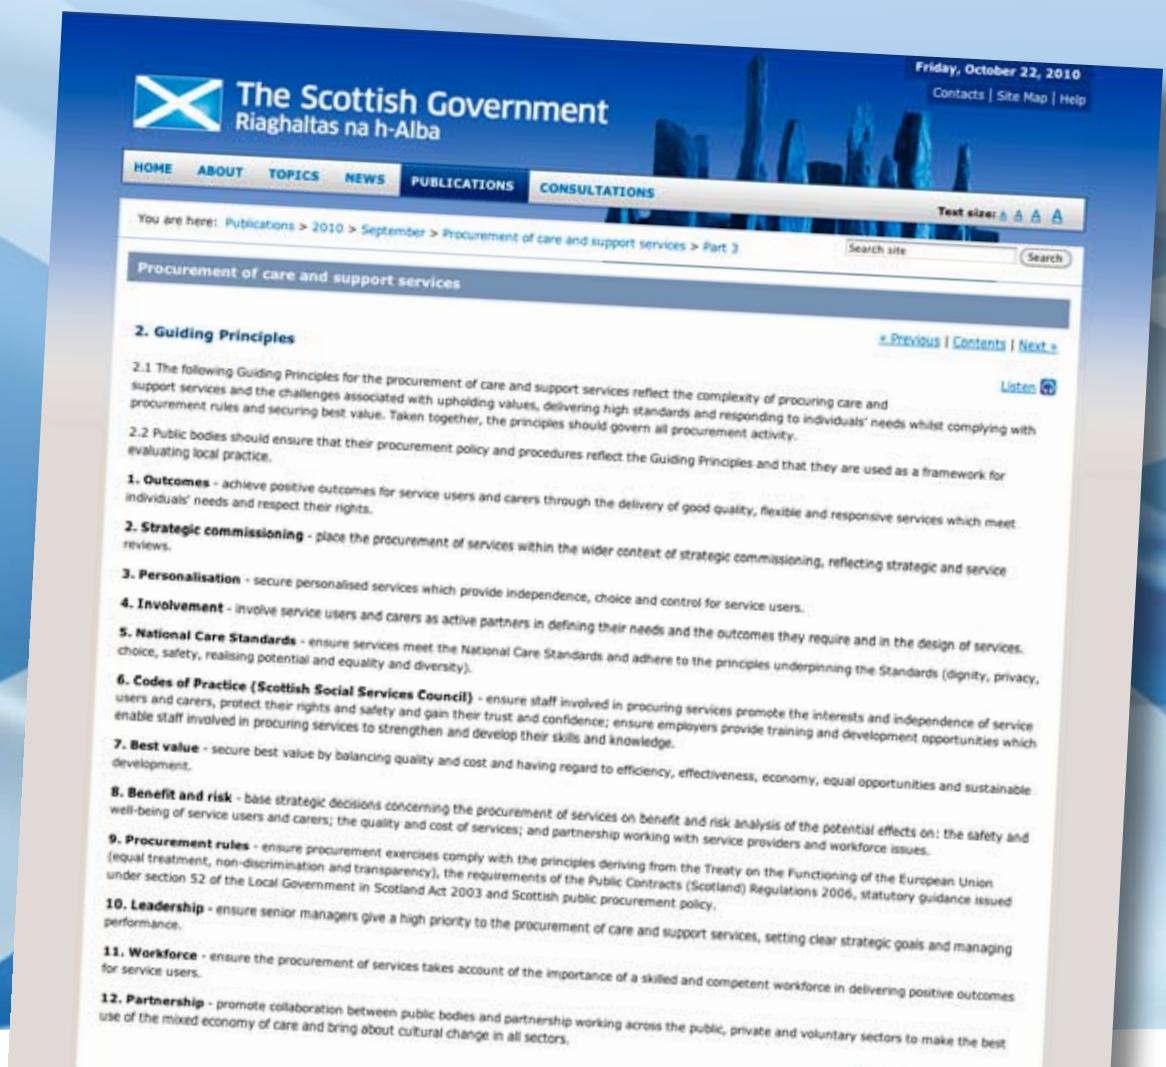 Friday, October 22, 2010
Contacts | Site Map | Help
The Scottish Government
Riaghaltas na h-Alba
HOME ABOUT TOPICS NEWS PUBLICATIONS CONSULTATIONS
Text size: A A A A
You are here: Publications > 2010 > September > Procurement of care and support services > Part 3
Search site Search
Procurement of care and support services
« Previous | Contents | Next »
2. Guiding Principles
Listen
2.1 The following Guiding Principles for the procurement of care and support services reflect the complexity of procuring care and
support services and the challenges associated with upholding values, delivering high standards and responding to individuals' needs whilst complying with
procurement rules and securing best value. Taken together, the principles should govern all procurement activity.
2.2 Public bodies should ensure that their procurement policy and procedures reflect the Guiding Principles and that they are used as a framework for
evaluating local practice.
1. Outcomes - achieve positive outcomes for service users and carers through the delivery of good quality, flexible and responsive services which meet
individuals' needs and respect their rights.
2. Strategic commissioning - place the procurement of services within the wider context of strategic commissioning, reflecting strategic and service
reviews.
3. Personalisation - secure personalised services which provide independence, choice and control for service users.
4. Involvement - involve service users and carers as active partners in defining their needs and the outcomes they require and in the design of services.
5. National Care Standards - ensure services meet the National Care Standards and adhere to the principles underpinning the Standards (dignity, privacy,
choice, safety, realising potential and equality and diversity).
6. Codes of Practice (Scottish Social Services Council) - ensure staff involved in procuring services promote the interests and independence of service
users and carers, protect their rights and safety and gain their trust and confidence; ensure employers provide training and development opportunities which
enable staff involved in procuring services to strengthen and develop their skills and knowledge.
7. Best value - secure best value by balancing quality and cost and having regard to efficiency, effectiveness, economy, equal opportunities and sustainable
development.
8. Benefit and risk - base strategic decisions concerning the procurement of services on benefit and risk analysis of the potential effects on: the safety and
well-being of service users and carers; the quality and cost of services; and partnership working with service providers and workforce issues.
9. Procurement rules - ensure procurement exercises comply with the principles deriving from the Treaty on the Functioning of the European Union
(equal treatment, non-discrimination and transparency), the requirements of the Public Contracts (Scotland) Regulations 2006, statutory guidance issued
under section 52 of the Local Government in Scotland Act 2003 and Scottish public procurement policy.
10. Leadership - ensure senior managers give a high priority to the procurement of care and support services, setting clear strategic goals and managing
performance.
11. Workforce - ensure the procurement of services takes account of the importance of a skilled and competent workforce in delivering positive outcomes
for service users.
12. Partnership - promote collaboration between public bodies and partnership working across the public, private and voluntary sectors to make the best
use of the mixed economy of care and bring about cultural change in all sectors.